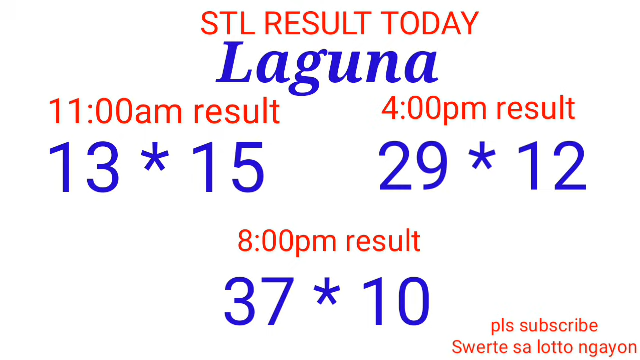 STL RESULT TODAY
Laguna
11:00am result
13 * 15
4:00pm result
29 * 12
8:00pm result
37 * 10
pls subscribe
Swerte sa lotto ngayon